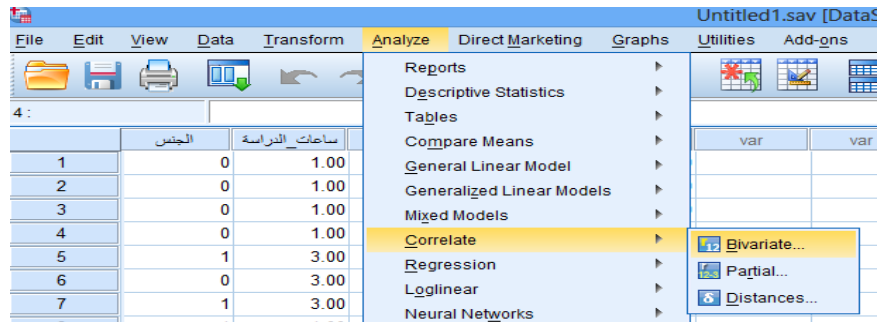 Untitled1.sav [DataS
File Edit View Data Transform Analyze Direct Marketing Graphs Utilities Add-ons
4 :
الجنس ساعات_الدراسة var var
1 0 1.00
2 0 1.00
3 0 1.00
4 0 1.00
5 1 3.00
6 0 3.00
7 1 3.00
Reports
Descriptive Statistics
Tables
Compare Means
General Linear Model
Generalized Linear Models
Mixed Models
Correlate
Regression
Loglinear
Neural Networks
Bivariate...
Partial...
Distances...